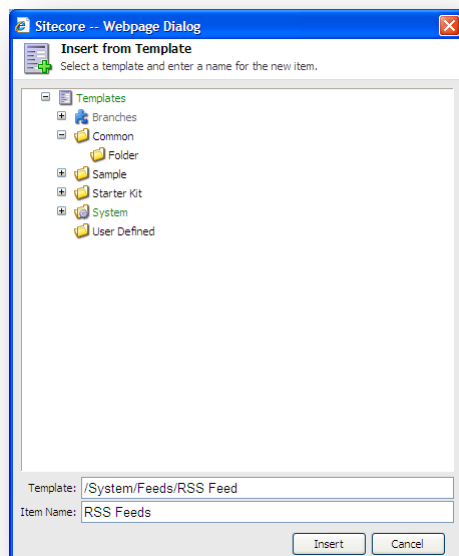 Sitecore -- Webpage Dialog
Insert from Template
Select a template and enter a name for the new item.
Templates
Branches
Common
Folder
Sample
Starter Kit
System
User Defined
Template: /System/Feeds/RSS Feed
Item Name: RSS Feeds
Insert Cancel